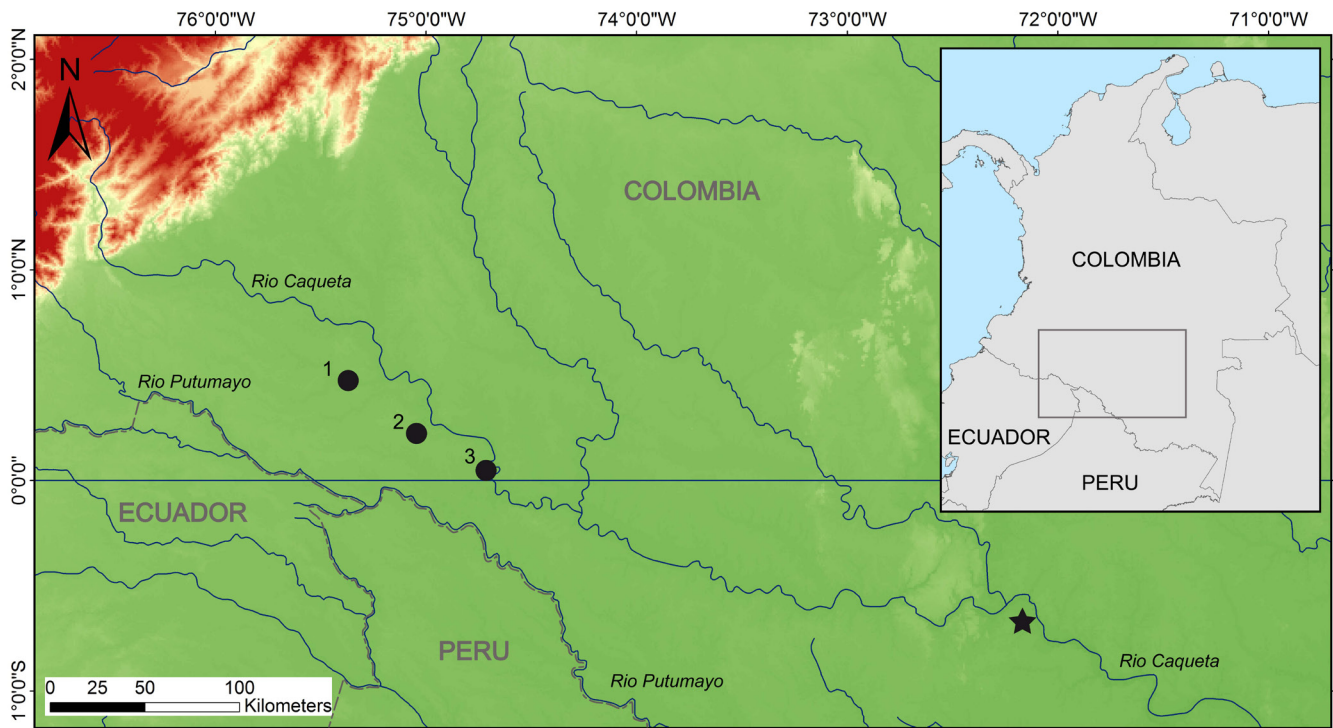 76°0'0"W 75°0'0"W 74°0'0"W 73°0'0"W 72°0'0"W 71°0'0"W
2°0'0"N
N
COLOMBIA
1°0'0"N
Rio Caqueta
1
Rio Putumayo
2
3
0°0'0"
ECUADOR
PERU
Rio Putumayo
Rio Caqueta
1°0'0"S
0 25 50 100
Kilometers
COLOMBIA
ECUADOR
PERU